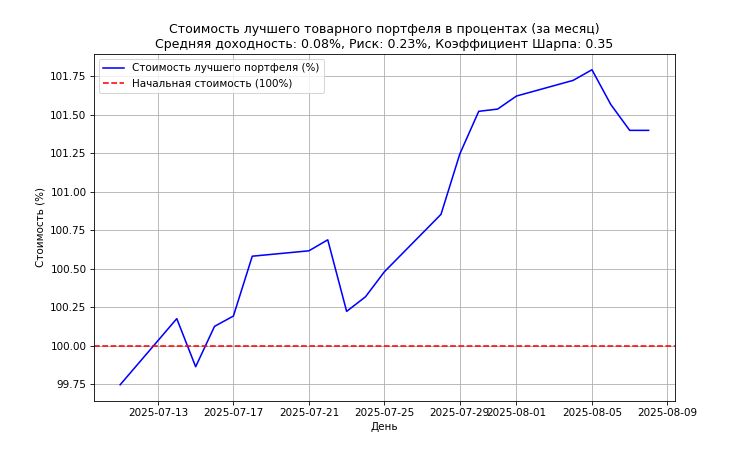 Стоимость лучшего товарного портфеля в процентах (за месяц)
Средняя доходность: 0.08%, Риск: 0.23%, Коэффициент Шарпа: 0.35
Стоимость лучшего портфеля (%)
Начальная стоимость (100%)
Стоимость (%)
101.75
101.50
101.25
101.00
100.75
100.50
100.25
100.00
99.75
2025-07-13 2025-07-17 2025-07-21 2025-07-25 2025-07-29 2025-08-01 2025-08-05 2025-08-09
День